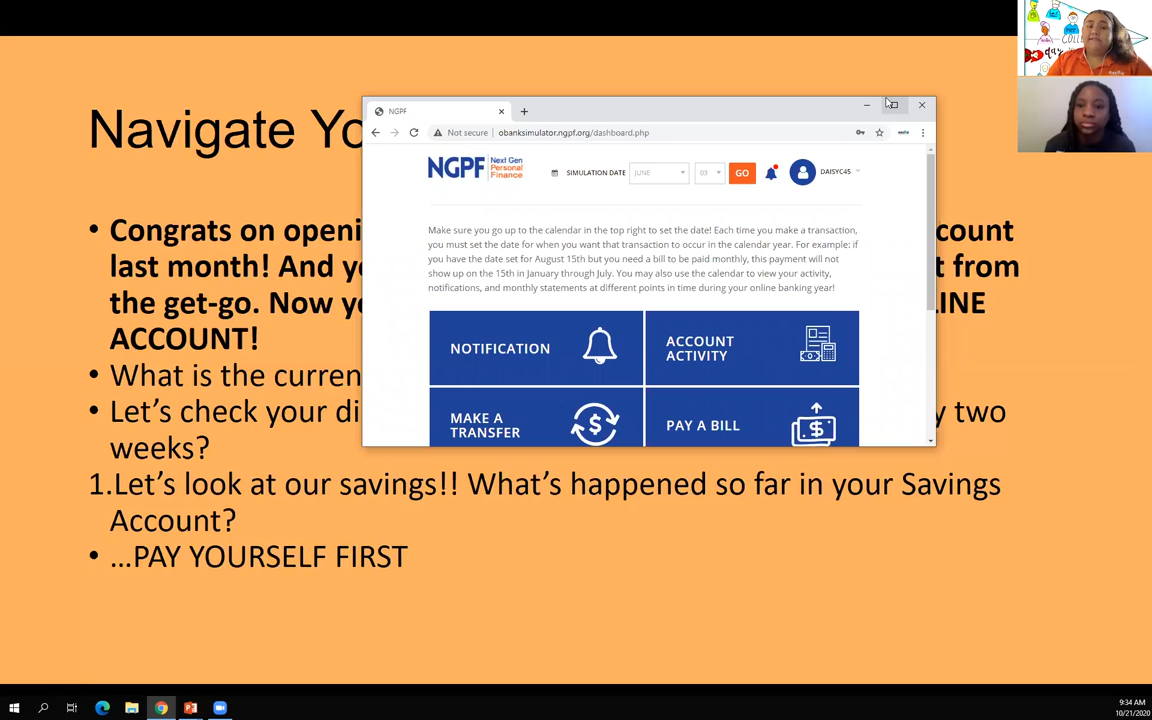 Navigate Yo
• Congrats on openi
count
last month! And y
t from
the get-go. Now y
LINE
ACCOUNT!
• What is the curren
• Let's check your di
y two
weeks?
1.Let's look at our savings!! What's happened so far in your Savings
Account?
• ...PAY YOURSELF FIRST
NGPF
Not secure | obanksimulator.ngpf.org/dashboard.php
NGPF Next Gen
Personal
Finance
SIMULATION DATE JUNE 03 GO DAISYC45
Make sure you go up to the calendar in the top right to set the date! Each time you make a transaction,
you must set the date for when you want that transaction to occur in the calendar year. For example: if
you have the date set for August 15th but you need a bill to be paid monthly, this payment will not
show up on the 15th in January through July. You may also use the calendar to view your activity,
notifications, and monthly statements at different points in time during your online banking year!
NOTIFICATION
ACCOUNT
ACTIVITY
MAKE A
TRANSFER
PAY A BILL
9:34 AM
10/21/2020